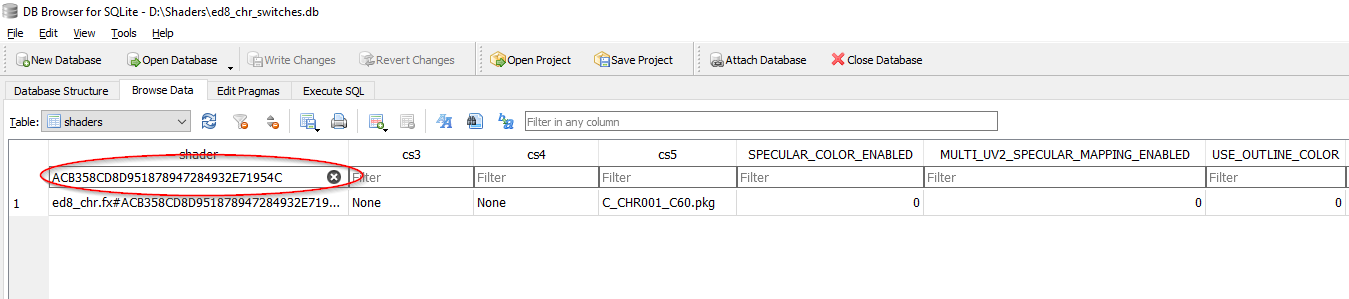 DB Browser for SQLite - D:\Shaders\ed8_chr_switches.db
File Edit View Tools Help
New Database Open Database Write Changes Revert Changes Open Project Save Project Attach Database Close Database
Database Structure Browse Data Edit Pragmas Execute SQL
Table: shaders Filter in any column
shader cs3 cs4 cs5 SPECULAR_COLOR_ENABLED MULTI_UV2_SPECULAR_MAPPING_ENABLED USE_OUTLINE_COLOR
ACB358CD8D951878947284932E71954C Filter Filter Filter Filter Filter Filter
1 ed8_chr.fx#ACB358CD8D951878947284932E719... None None C_CHR001_C60.pkg 0 0 0